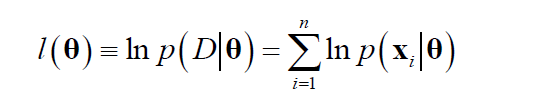 l(θ) ≡ ln p(D|θ) = ∑_{i=1}^{n} ln p(x_i|θ)